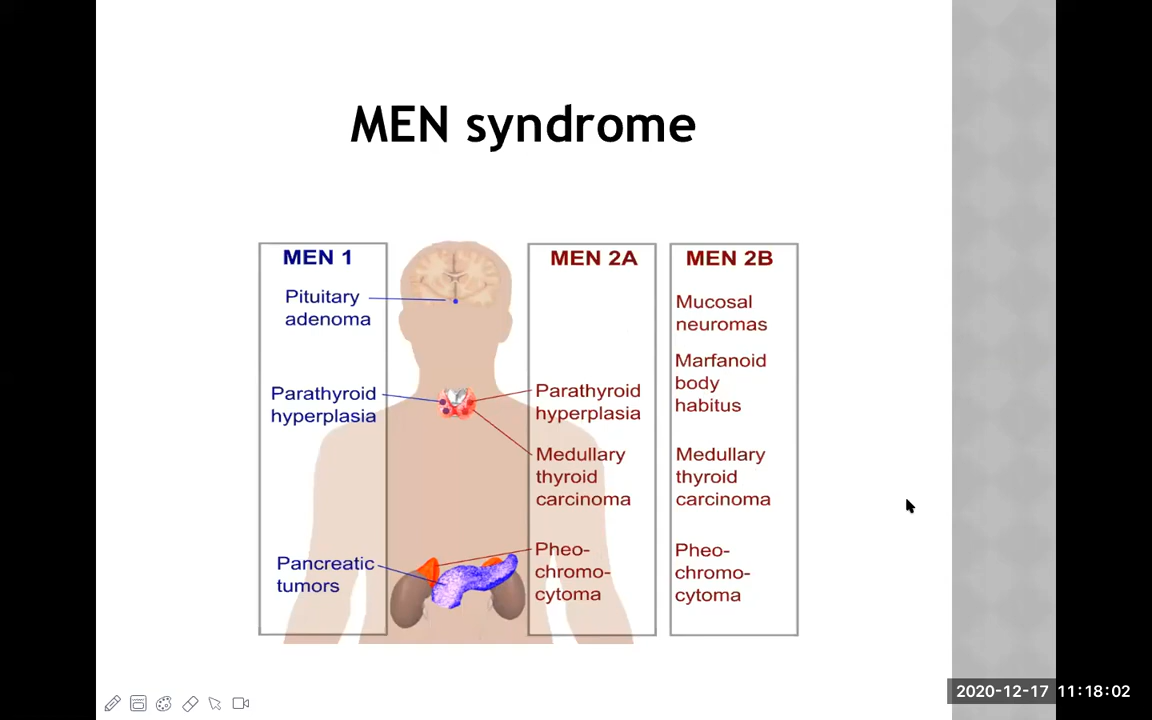 MEN syndrome
MEN 1
Pituitary
adenoma
Parathyroid
hyperplasia
Pancreatic
tumors
MEN 2A
Parathyroid
hyperplasia
Medullary
thyroid
carcinoma
Pheo-
chromo-
cytoma
MEN 2B
Mucosal
neuromas
Marfanoid
body
habitus
Medullary
thyroid
carcinoma
Pheo-
chromo-
cytoma
2020-12-17 11:18:02